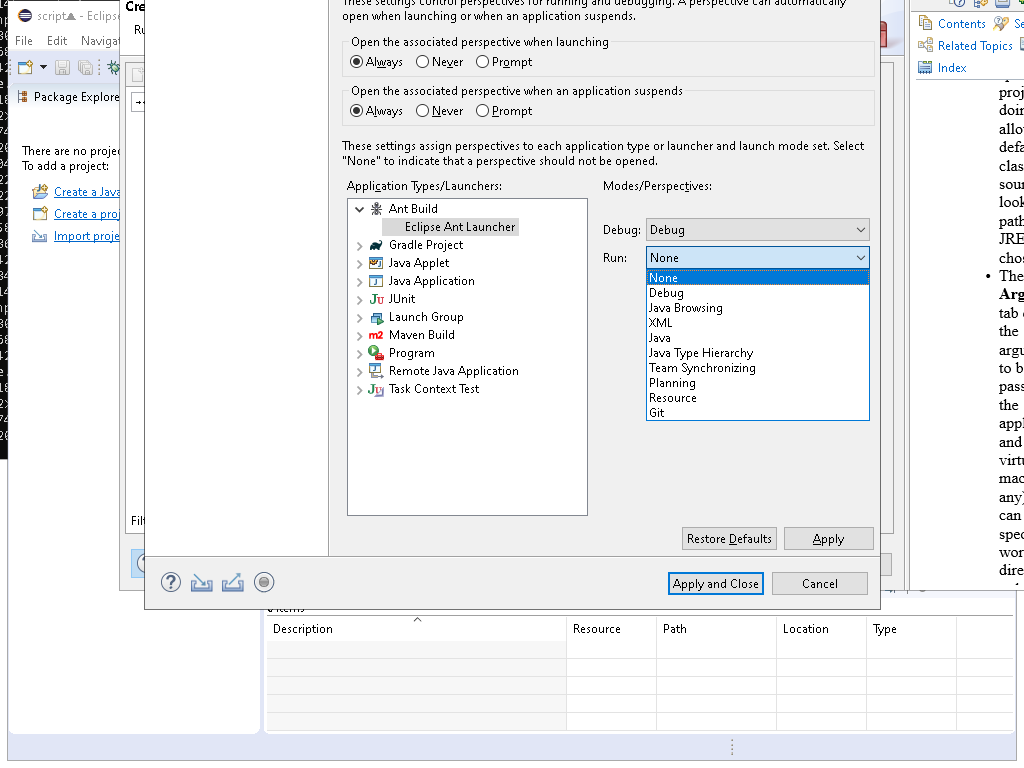 script
- Eclipse
File Edit Navigat
Package Explore
There are no projec
To add a project:
Create a Java
Create a proj
Import proje
Cre
Ru
Filt
These settings control perspectives for running and debugging. A perspective can automatically
open when launching or when an application suspends.
Open the associated perspective when launching
Always Never Prompt
Open the associated perspective when an application suspends
Always Never Prompt
These settings assign perspectives to each application type or launcher and launch mode set. Select
"None" to indicate that a perspective should not be opened.
Application Types/Launchers:
Ant Build
Eclipse Ant Launcher
Gradle Project
Java Applet
Java Application
JUnit
Launch Group
Maven Build
Program
Remote Java Application
Task Context Test
Modes/Perspectives:
Debug: Debug
Run: None
None
Debug
Java Browsing
XML
Java
Java Type Hierarchy
Team Synchronizing
Planning
Resource
Git
Restore Defaults Apply
Apply and Close Cancel
Contents Se
Related Topics
Index
proj
doin
allo
defa
clas
sour
look
path
JRE
chos
• The
Arg
tab
the
argu
to b
pass
the
appl
and
virtu
mac
any)
can
spec
wor
dire
Description Resource Path Location Type